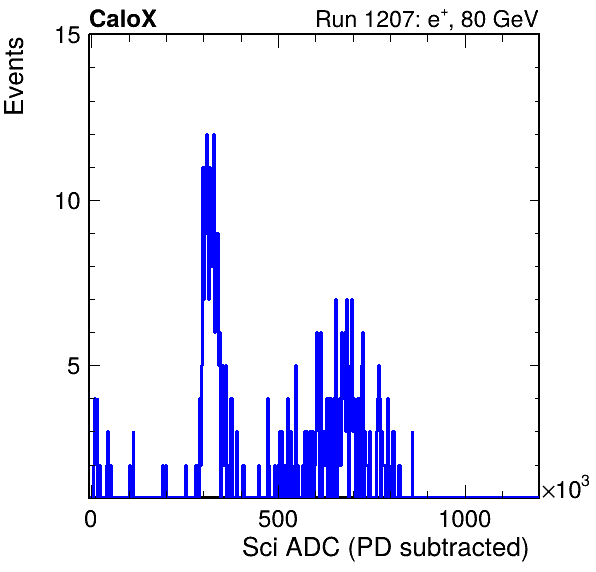 CaloX Run 1207: e⁺, 80 GeV
Events
15
10
5
0 500 1000 ×10³
Sci ADC (PD subtracted)